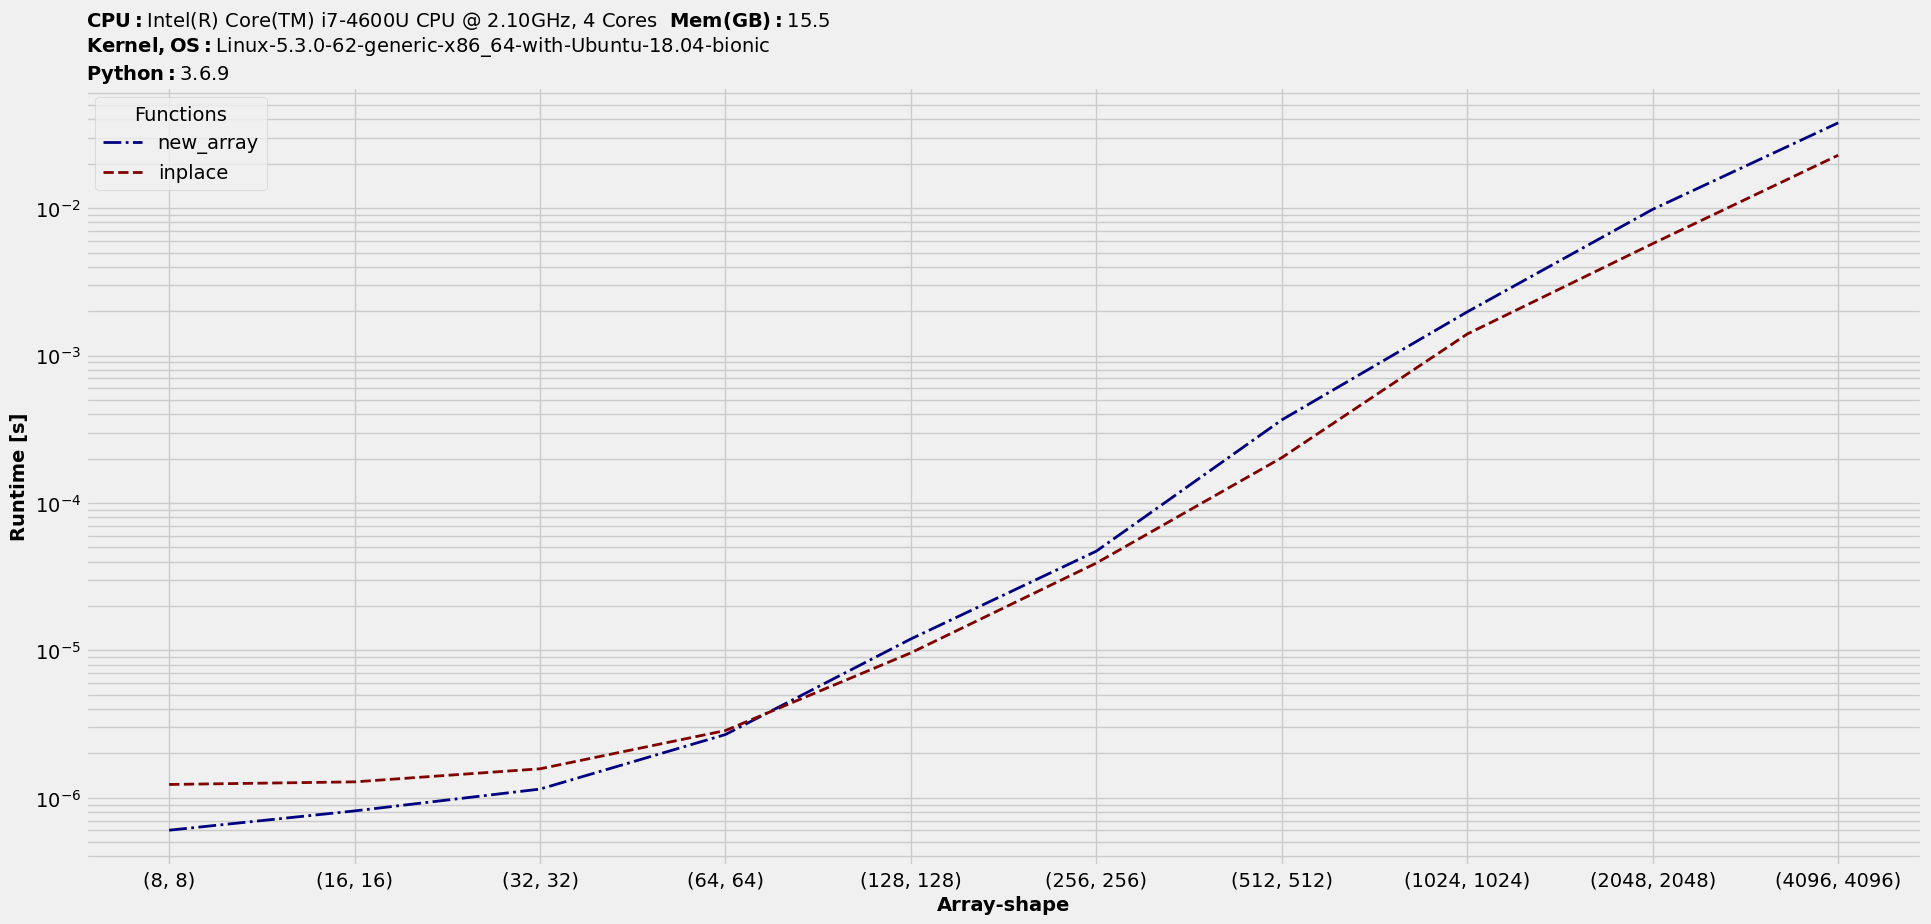 CPU: Intel(R) Core(TM) i7-4600U CPU @ 2.10GHz, 4 Cores Mem(GB): 15.5
Kernel, OS: Linux-5.3.0-62-generic-x86_64-with-Ubuntu-18.04-bionic
Python: 3.6.9
Functions
new_array
inplace
10⁻²
10⁻³
10⁻⁴
10⁻⁵
10⁻⁶
Runtime [s]
(8, 8) (16, 16) (32, 32) (64, 64) (128, 128) (256, 256) (512, 512) (1024, 1024) (2048, 2048) (4096, 4096)
Array-shape